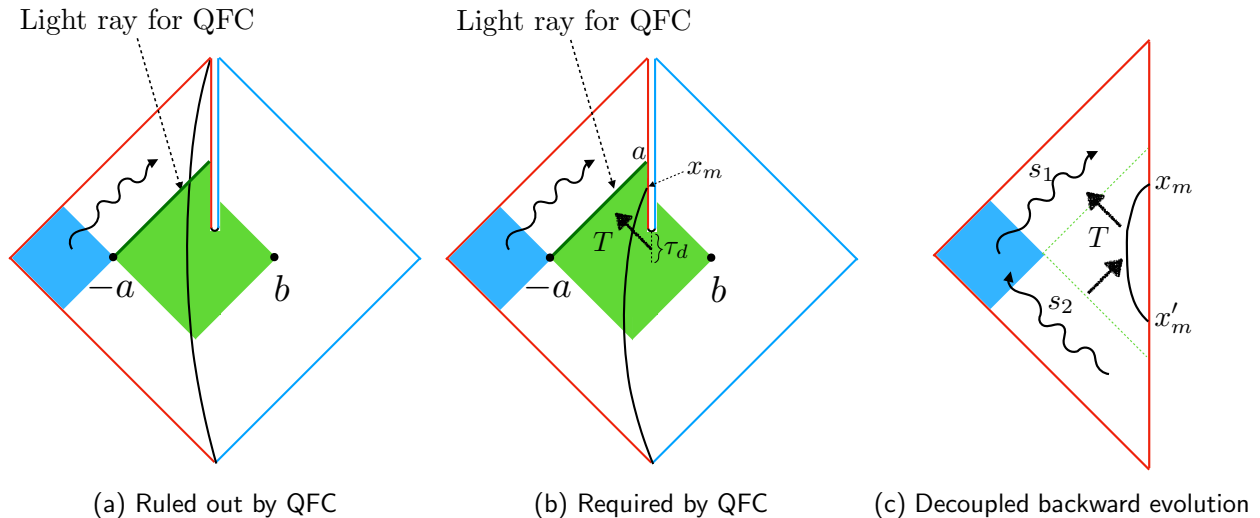 Light ray for QFC
−a
b
(a) Ruled out by QFC
Light ray for QFC
a
x_m
T
τ_d
−a
b
(b) Required by QFC
s_1
x_m
T
s_2
x'_m
(c) Decoupled backward evolution